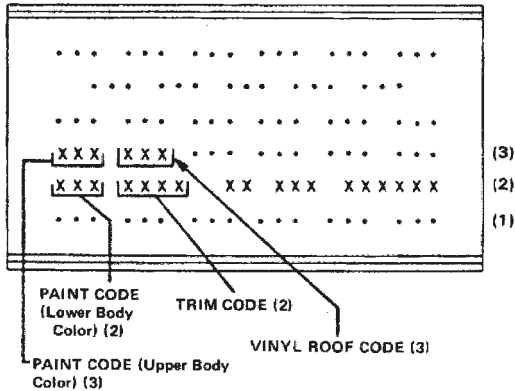 ... ... ... ... ... ...
... ... ... ... ...
... ... ... ... ... ...
XXX XXX ... ... ... ... (3)
XXX XXXX XX XXX XXXXXX (2)
... ... ... ... ... ... (1)
PAINT CODE
(Lower Body
Color) (2)
TRIM CODE (2)
VINYL ROOF CODE (3)
PAINT CODE (Upper Body
Color) (3)